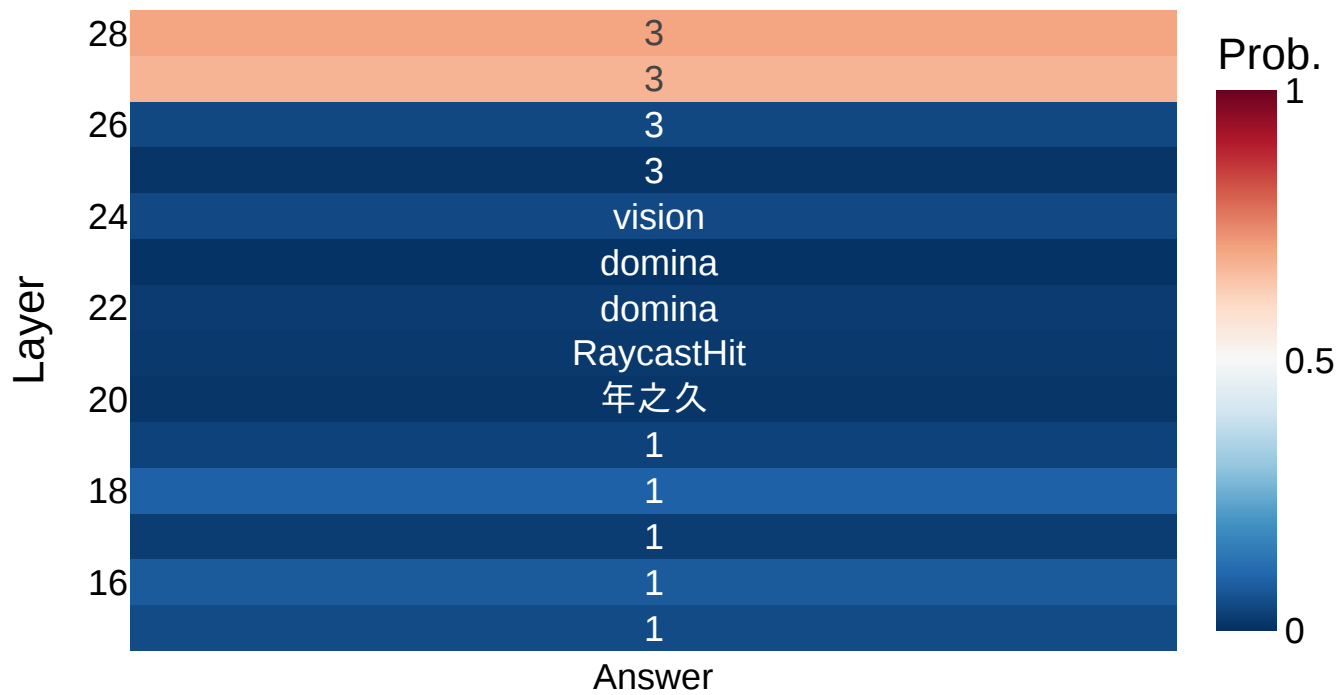 28
3
Prob.
3
1
26
3
3
24
vision
domina
22
domina
Layer
RaycastHit
0.5
20
年之久
1
18
1
1
16
1
1
0
Answer